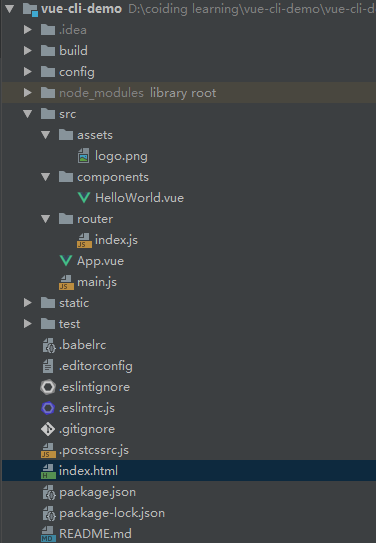 vue-cli-demo D:\coiding learning\vue-cli-demo\vue-cli-d
.idea
build
config
node_modules library root
src
assets
logo.png
components
HelloWorld.vue
router
index.js
App.vue
main.js
static
test
.babelrc
.editorconfig
.eslintignore
.eslintrc.js
.gitignore
.postcssrc.js
index.html
package.json
package-lock.json
README.md